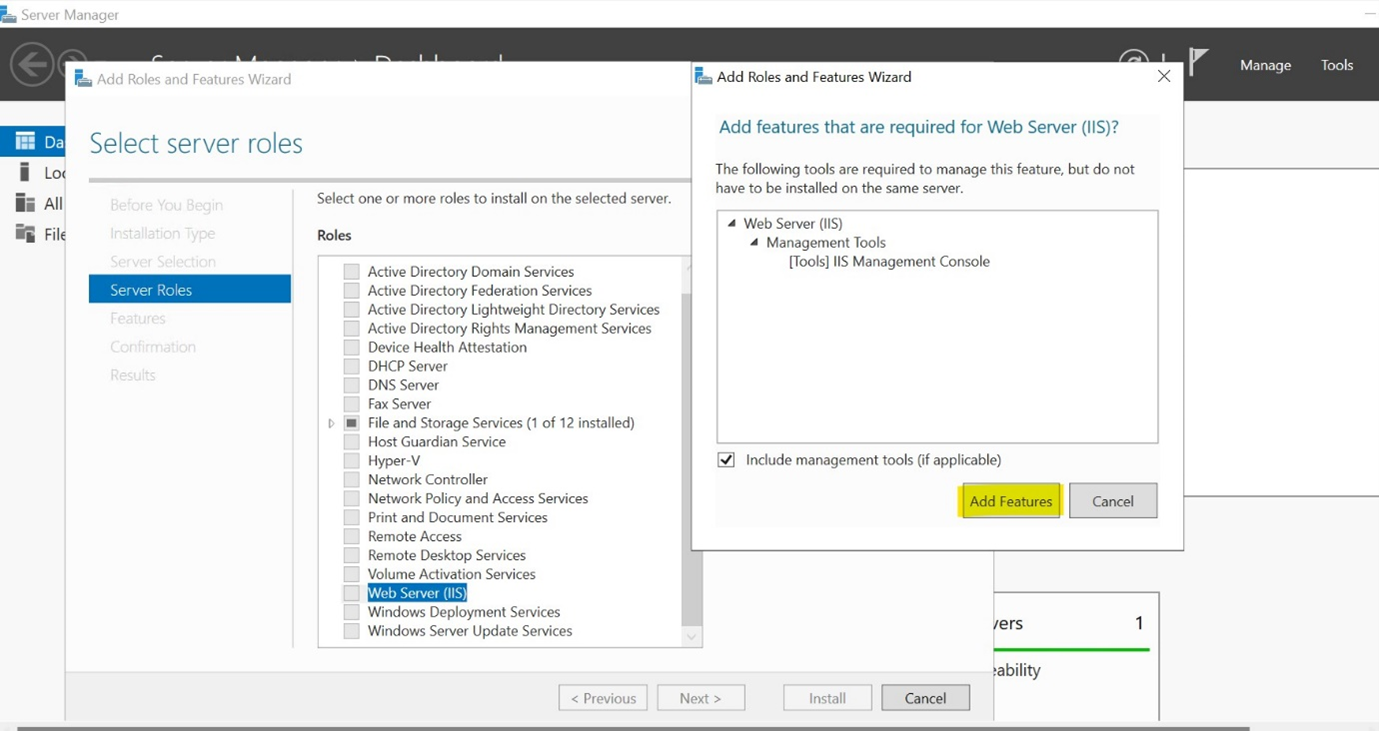 Server Manager
Manage
Tools
Add Roles and Features Wizard
Select server roles
Before You Begin
Installation Type
Server Selection
Server Roles
Features
Confirmation
Results
Select one or more roles to install on the selected server.
Roles
Active Directory Domain Services
Active Directory Federation Services
Active Directory Lightweight Directory Services
Active Directory Rights Management Services
Device Health Attestation
DHCP Server
DNS Server
Fax Server
File and Storage Services (1 of 12 installed)
Host Guardian Service
Hyper-V
Network Controller
Network Policy and Access Services
Print and Document Services
Remote Access
Remote Desktop Services
Volume Activation Services
Web Server (IIS)
Windows Deployment Services
Windows Server Update Services
< Previous
Next >
Install
Cancel
Add Roles and Features Wizard
Add features that are required for Web Server (IIS)?
The following tools are required to manage this feature, but do not
have to be installed on the same server.
Web Server (IIS)
Management Tools
[Tools] IIS Management Console
Include management tools (if applicable)
Add Features
Cancel
All
1